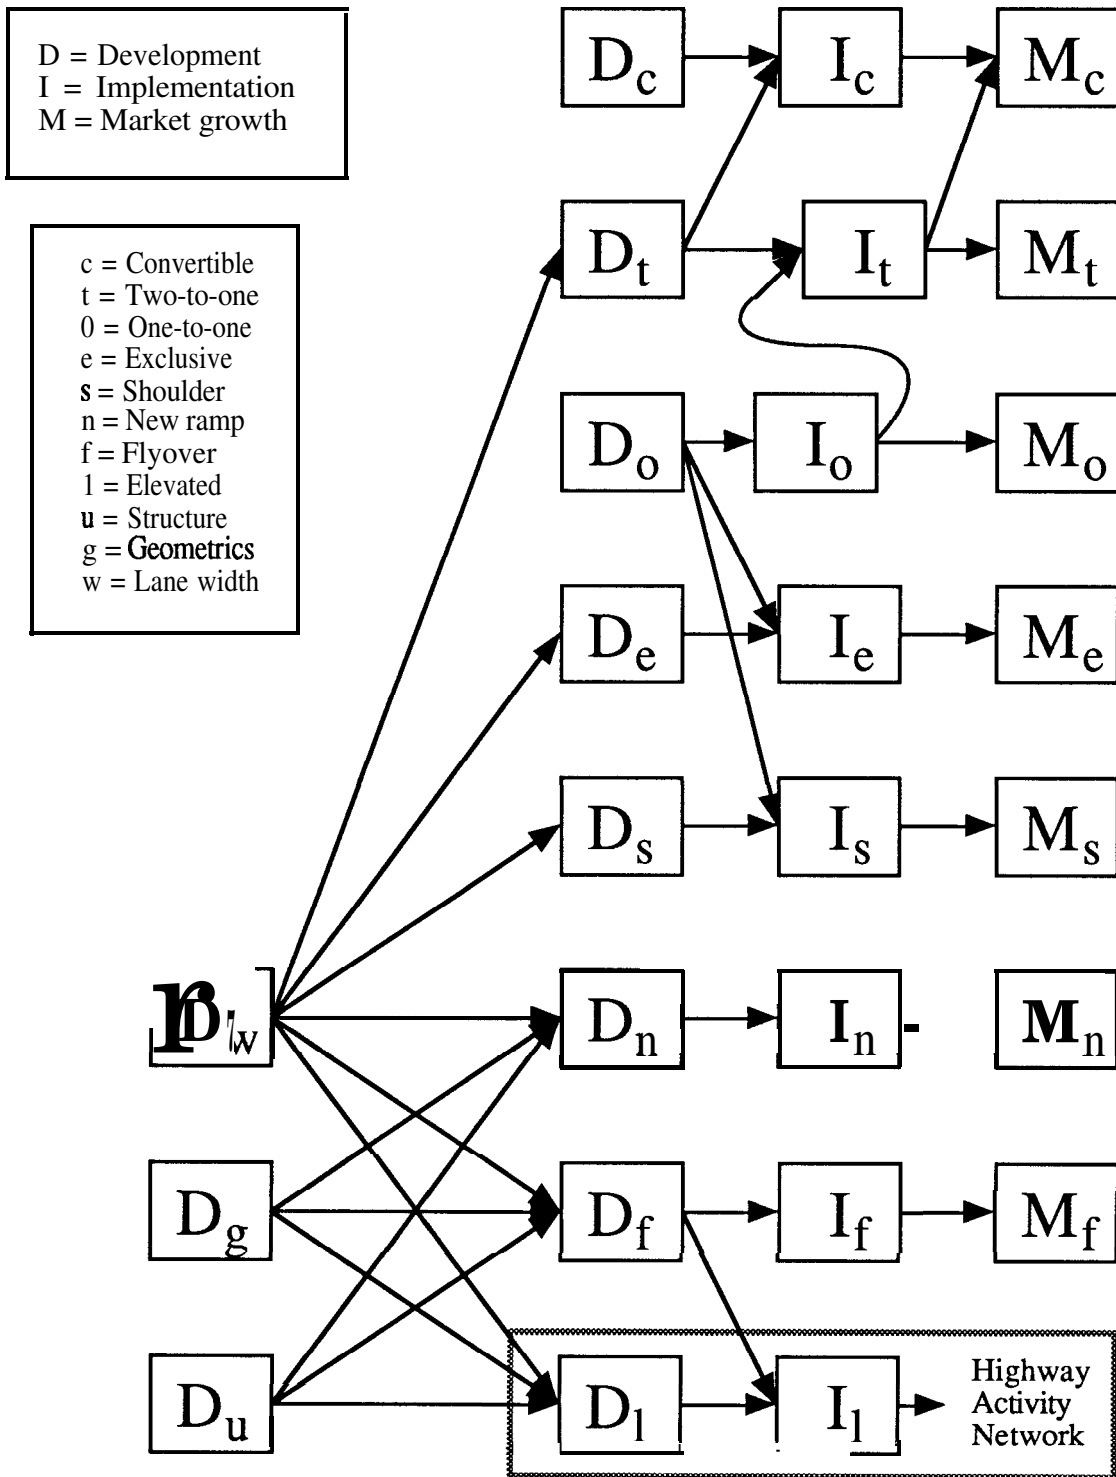 D = Development
I = Implementation
M = Market growth
c = Convertible
t = Two-to-one
0 = One-to-one
e = Exclusive
s = Shoulder
n = New ramp
f = Flyover
1 = Elevated
u = Structure
g = Geometrics
w = Lane width
Dc Ic Mc
Dt It Mt
Do Io Mo
De Ie Me
Ds Is Ms
Dw Dn In - Mn
Dg Df If Mf
Du Dl Il
Highway
Activity
Network